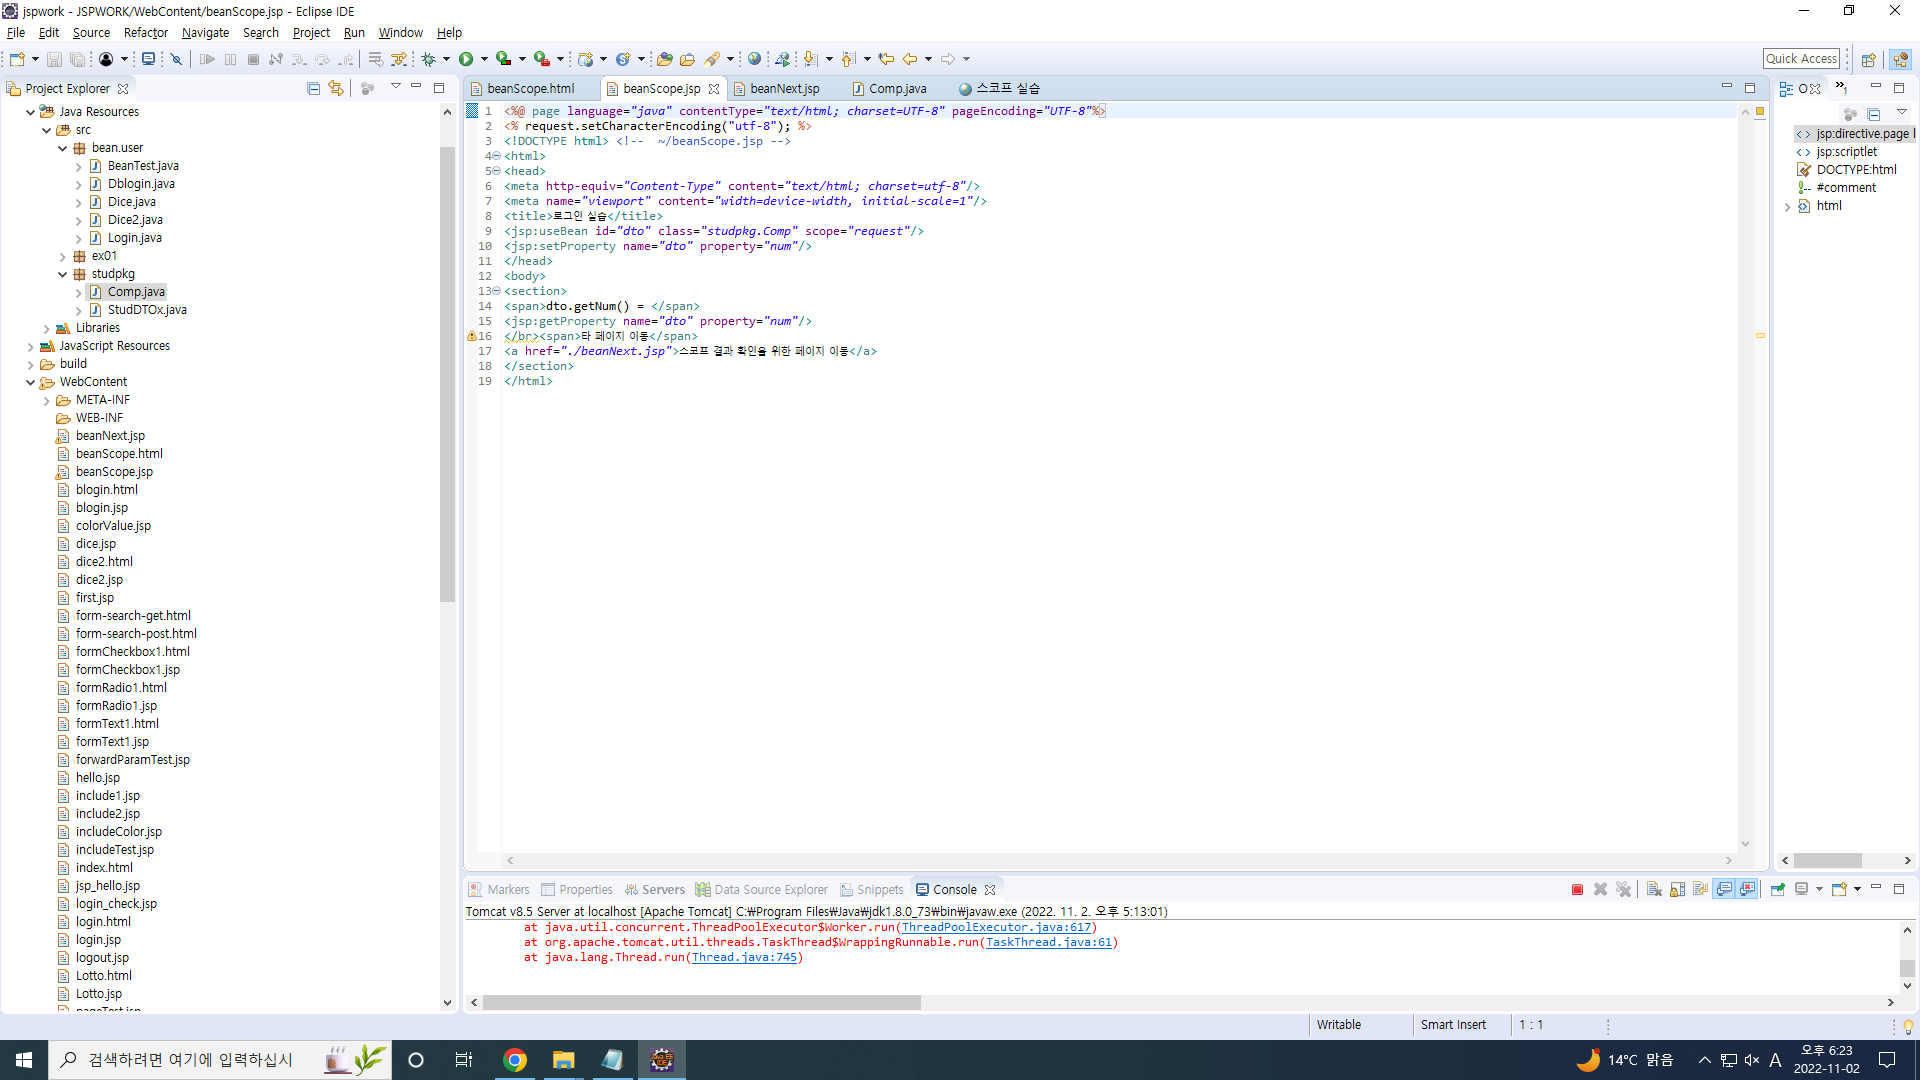 jspwork - JSPWORK/WebContent/beanScope.jsp - Eclipse IDE
File Edit Source Refactor Navigate Search Project Run Window Help
Quick Access
Project Explorer
Java Resources
src
bean.user
BeanTest.java
Dblogin.java
Dice.java
Dice2.java
Login.java
ex01
studpkg
Comp.java
StudDTOx.java
Libraries
JavaScript Resources
build
WebContent
META-INF
WEB-INF
beanNext.jsp
beanScope.html
beanScope.jsp
blogin.html
blogin.jsp
colorValue.jsp
dice.jsp
dice2.html
dice2.jsp
first.jsp
form-search-get.html
form-search-post.html
formCheckbox1.html
formCheckbox1.jsp
formRadio1.html
formRadio1.jsp
formText1.html
formText1.jsp
forwardParamTest.jsp
hello.jsp
include1.jsp
include2.jsp
includeColor.jsp
includeTest.jsp
index.html
jsp_hello.jsp
login_check.jsp
login.html
login.jsp
logout.jsp
Lotto.html
Lotto.jsp
pageTest.jsp
beanScope.html beanScope.jsp beanNext.jsp Comp.java 스코프 실습
1 <%@ page language="java" contentType="text/html; charset=UTF-8" pageEncoding="UTF-8"%>
2 <% request.setCharacterEncoding("utf-8"); %>
3 <!DOCTYPE html> <!--  ~/beanScope.jsp -->
4 <html>
5 <head>
6 <meta http-equiv="Content-Type" content="text/html; charset=utf-8"/>
7 <meta name="viewport" content="width=device-width, initial-scale=1"/>
8 <title>로그인 실습</title>
9 <jsp:useBean id="dto" class="studpkg.Comp" scope="request"/>
10 <jsp:setProperty name="dto" property="num"/>
11 </head>
12 <body>
13 <section>
14 <span>dto.getNum() = </span>
15 <jsp:getProperty name="dto" property="num"/>
16 </br><span>타 페이지 이동</span>
17 <a href="./beanNext.jsp">스코프 결과 확인을 위한 페이지 이동</a>
18 </section>
19 </html>
O
1
jsp:directive.page l
jsp:scriptlet
DOCTYPE:html
#comment
html
Markers Properties Servers Data Source Explorer Snippets Console
Tomcat v8.5 Server at localhost [Apache Tomcat] C:₩Program Files₩Java₩jdk1.8.0_73₩bin₩javaw.exe (2022. 11. 2. 오후 5:13:01)
at java.util.concurrent.ThreadPoolExecutor$Worker.run(ThreadPoolExecutor.java:617)
at org.apache.tomcat.util.threads.TaskThread$WrappingRunnable.run(TaskThread.java:61)
at java.lang.Thread.run(Thread.java:745)
Writable Smart Insert 1 : 1
검색하려면 여기에 입력하십시
14°C 맑음
A
오후 6:23
2022-11-02